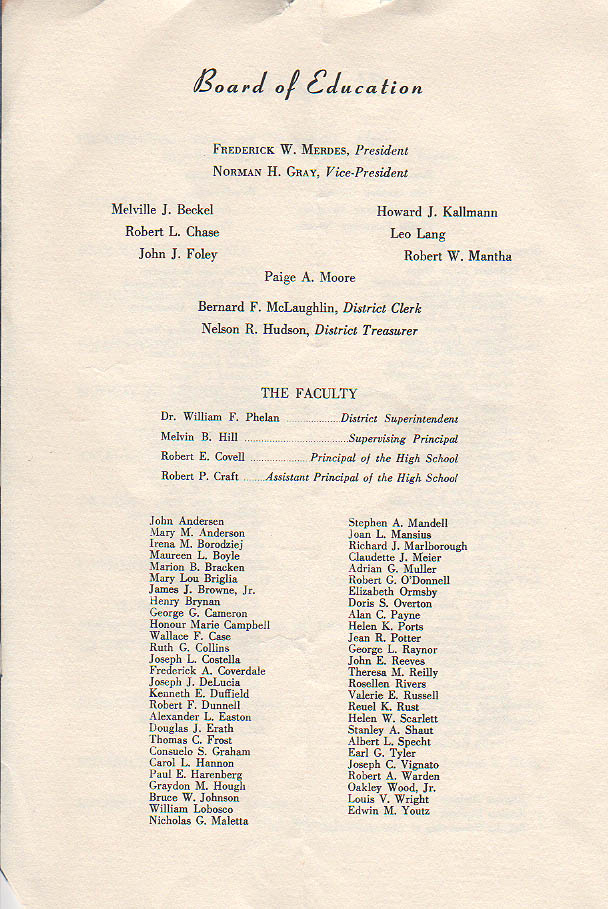 Board of Education
Frederick W. Merdes, President
Norman H. Gray, Vice-President
Melville J. Beckel
Robert L. Chase
John J. Foley
Howard J. Kallmann
Leo Lang
Robert W. Mantha
Paige A. Moore
Bernard F. McLaughlin, District Clerk
Nelson R. Hudson, District Treasurer
THE FACULTY
Dr. William F. Phelan ....................District Superintendent
Melvin B. Hill ....................................Supervising Principal
Robert E. Covell .................... Principal of the High School
Robert P. Craft ........Assistant Principal of the High School
John Andersen
Mary M. Anderson
Irena M. Borodziej
Maureen L. Boyle
Marion B. Bracken
Mary Lou Briglia
James J. Browne, Jr.
Henry Brynan
George G. Cameron
Honour Marie Campbell
Wallace F. Case
Ruth G. Collins
Joseph L. Costella
Frederick A. Coverdale
Joseph J. DeLucia
Kenneth E. Duffield
Robert F. Dunnell
Alexander L. Easton
Douglas J. Erath
Thomas C. Frost
Consuelo S. Graham
Carol L. Hannon
Paul E. Harenberg
Graydon M. Hough
Bruce W. Johnson
William Lobosco
Nicholas G. Maletta
Stephen A. Mandell
Joan L. Mansius
Richard J. Marlborough
Claudette J. Meier
Adrian G. Muller
Robert G. O'Donnell
Elizabeth Ormsby
Doris S. Overton
Alan C. Payne
Helen K. Ports
Jean R. Potter
George L. Raynor
John E. Reeves
Theresa M. Reilly
Rosellen Rivers
Valerie E. Russell
Reuel K. Rust
Helen W. Scarlett
Stanley A. Shaut
Albert L. Specht
Earl G. Tyler
Joseph C. Vignato
Robert A. Warden
Oakley Wood, Jr.
Louis V. Wright
Edwin M. Youtz